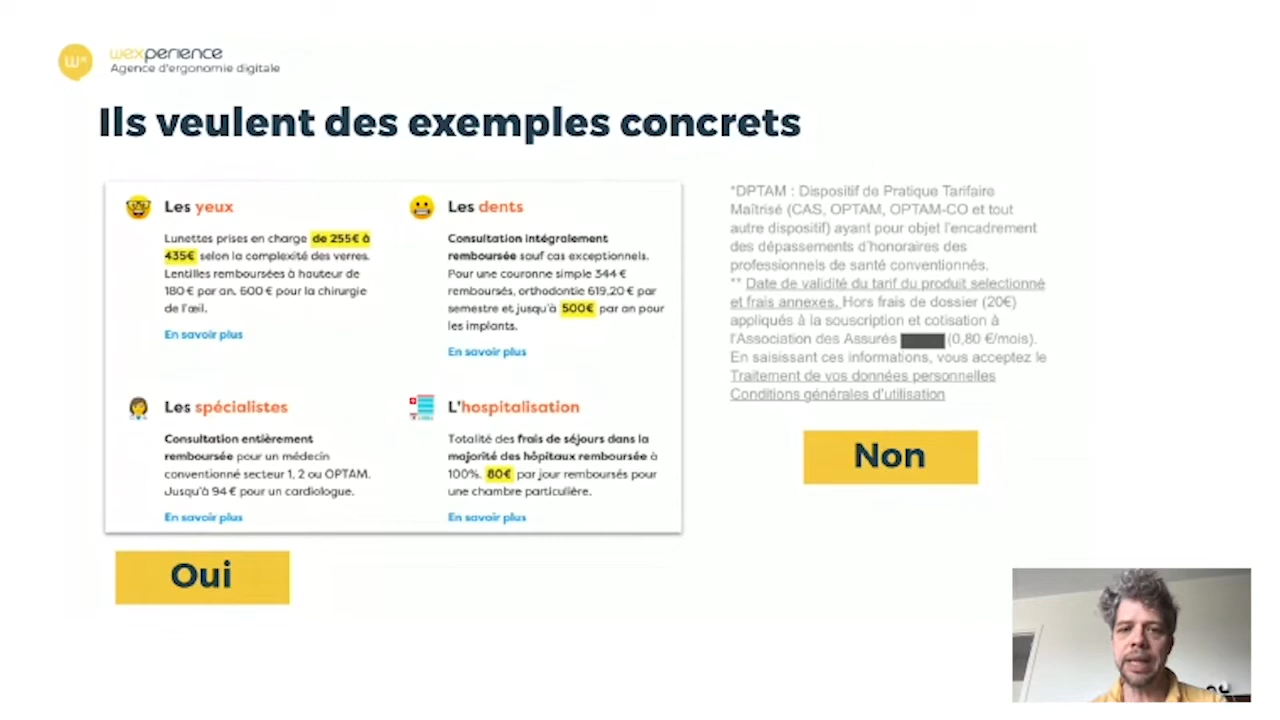 W*
wexperience
Agence d'ergonomie digitale
Ils veulent des exemples concrets
Les yeux
Lunettes prises en charge de 255€ à
435€ selon la complexité des verres.
Lentilles remboursées à hauteur de
180 € par an. 600 € pour la chirurgie
de l'œil.
En savoir plus
Les dents
Consultation intégralement
remboursée sauf cas exceptionnels.
Pour une couronne simple 344 €
remboursés, orthodontie 619,20 € par
semestre et jusqu'à 500€ par an pour
les implants.
En savoir plus
Les spécialistes
Consultation entièrement
remboursée pour un médecin
conventionné secteur 1, 2 ou OPTAM.
Jusqu'à 94 € pour un cardiologue.
En savoir plus
L'hospitalisation
Totalité des frais de séjours dans la
majorité des hôpitaux remboursée à
100%. 80€ par jour remboursés pour
une chambre particulière.
En savoir plus
Oui
*DPTAM : Dispositif de Pratique Tarifaire
Maîtrisé (CAS, OPTAM, OPTAM-CO et tout
autre dispositif) ayant pour objet l'encadrement
des dépassements d'honoraires des
professionnels de santé conventionnés.
** Date de validité du tarif du produit selectionné
et frais annexes. Hors frais de dossier (20€)
appliqués à la souscription et cotisation à
l'Association des Assurés (0,80 €/mois).
En saisissant ces informations, vous acceptez le
Traitement de vos données personnelles
Conditions générales d'utilisation
Non